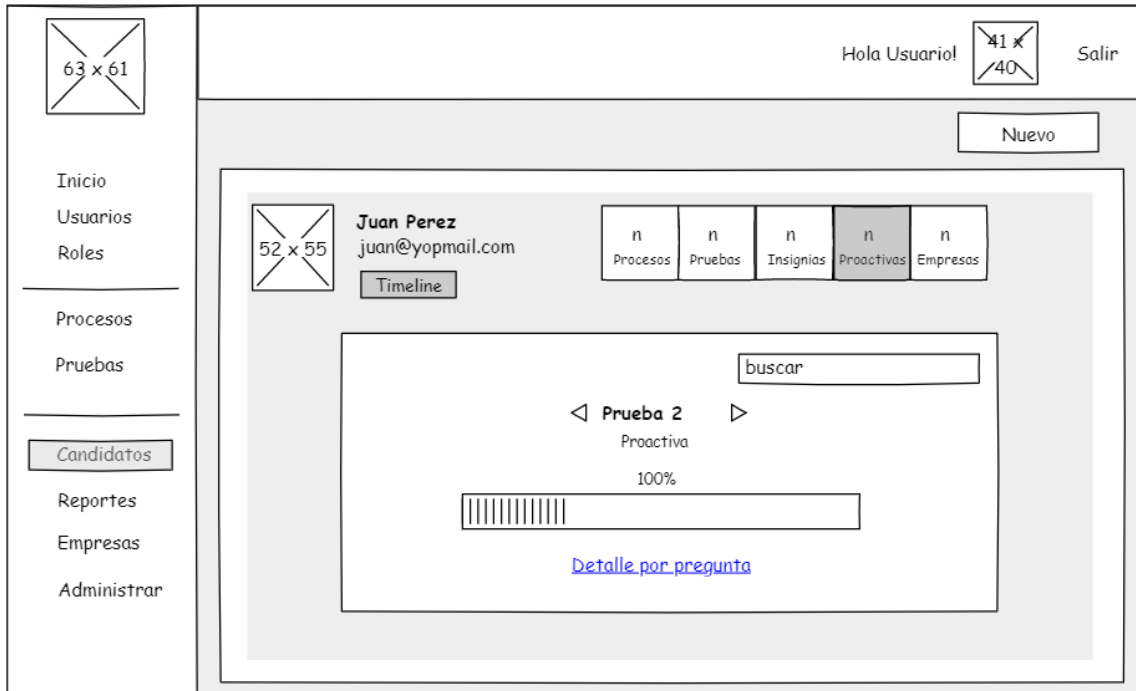 63 x 61
Inicio
Usuarios
Roles
Procesos
Pruebas
Candidatos
Reportes
Empresas
Administrar
Hola Usuario!
41 x
40
Salir
Nuevo
52 x 55
Juan Perez
juan@yopmail.com
Timeline
n
Procesos
n
Pruebas
n
Insignias
n
Proactivas
n
Empresas
buscar
Prueba 2
Proactiva
100%
Detalle por pregunta